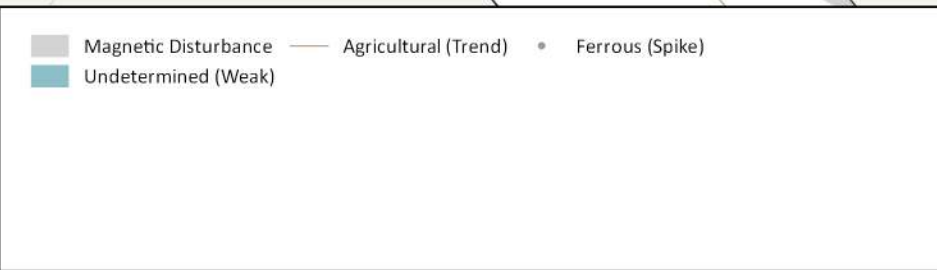 Magnetic Disturbance Agricultural (Trend) Ferrous (Spike)
Undetermined (Weak)